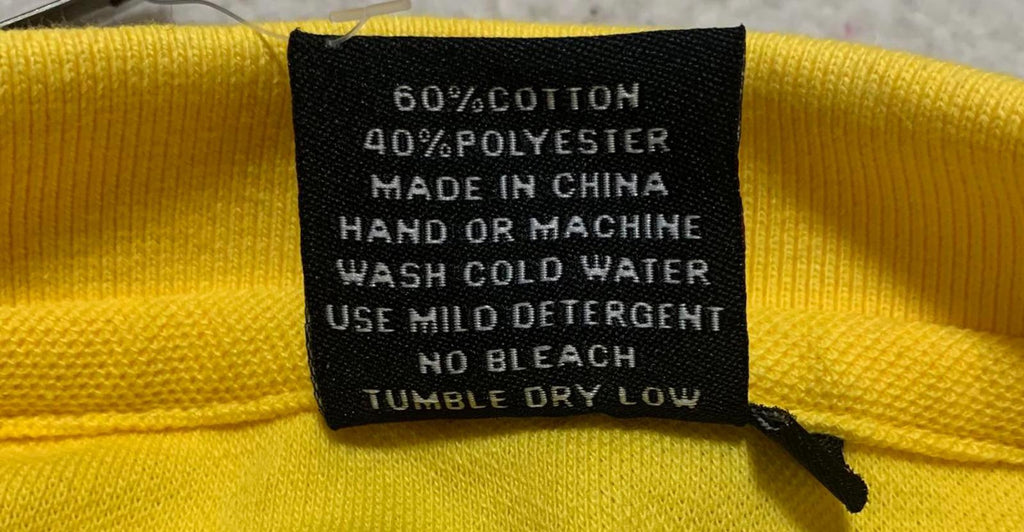 60%COTTON
40%POLYESTER
MADE IN CHINA
HAND OR MACHINE
WASH COLD WATER
USE MILD DETERGENT
NO BLEACH
TUMBLE DRY LOW